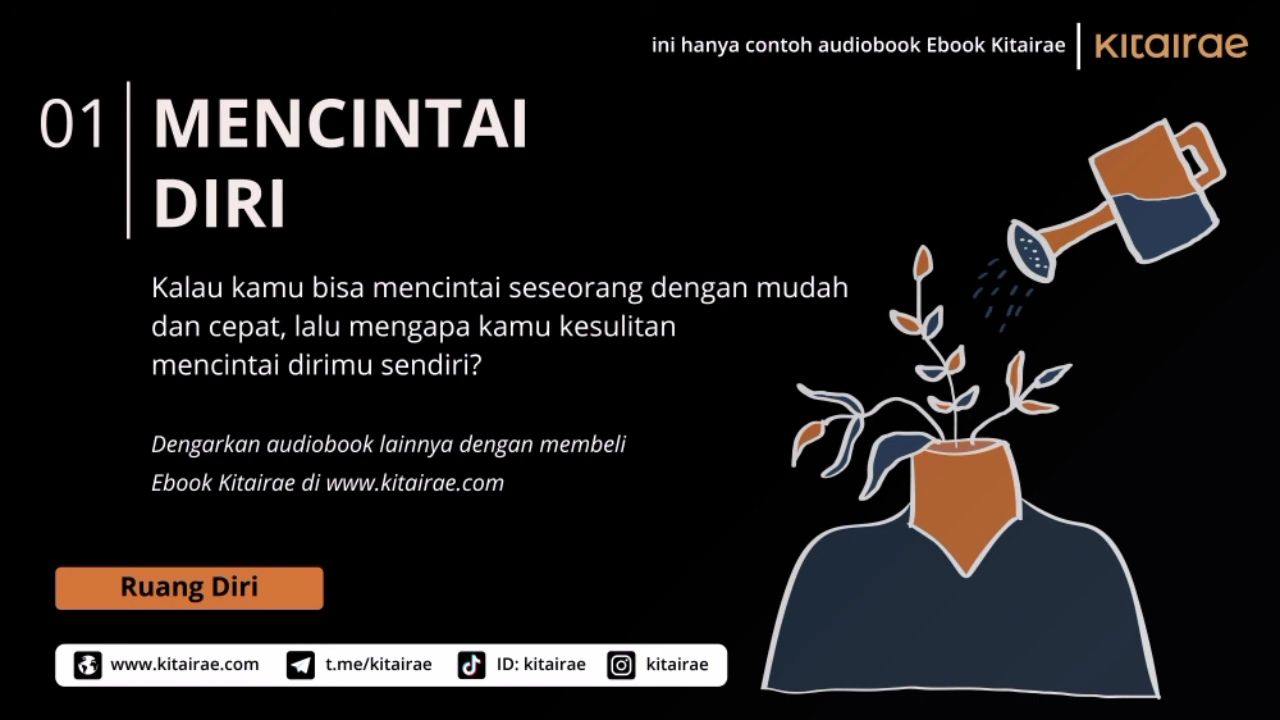 ini hanya contoh audiobook Ebook Kitairae
kitairae
01
MENCINTAI
DIRI
Kalau kamu bisa mencintai seseorang dengan mudah
dan cepat, lalu mengapa kamu kesulitan
mencintai dirimu sendiri?
Dengarkan audiobook lainnya dengan membeli
Ebook Kitairae di www.kitairae.com
Ruang Diri
www.kitairae.com t.me/kitairae ID: kitairae kitairae